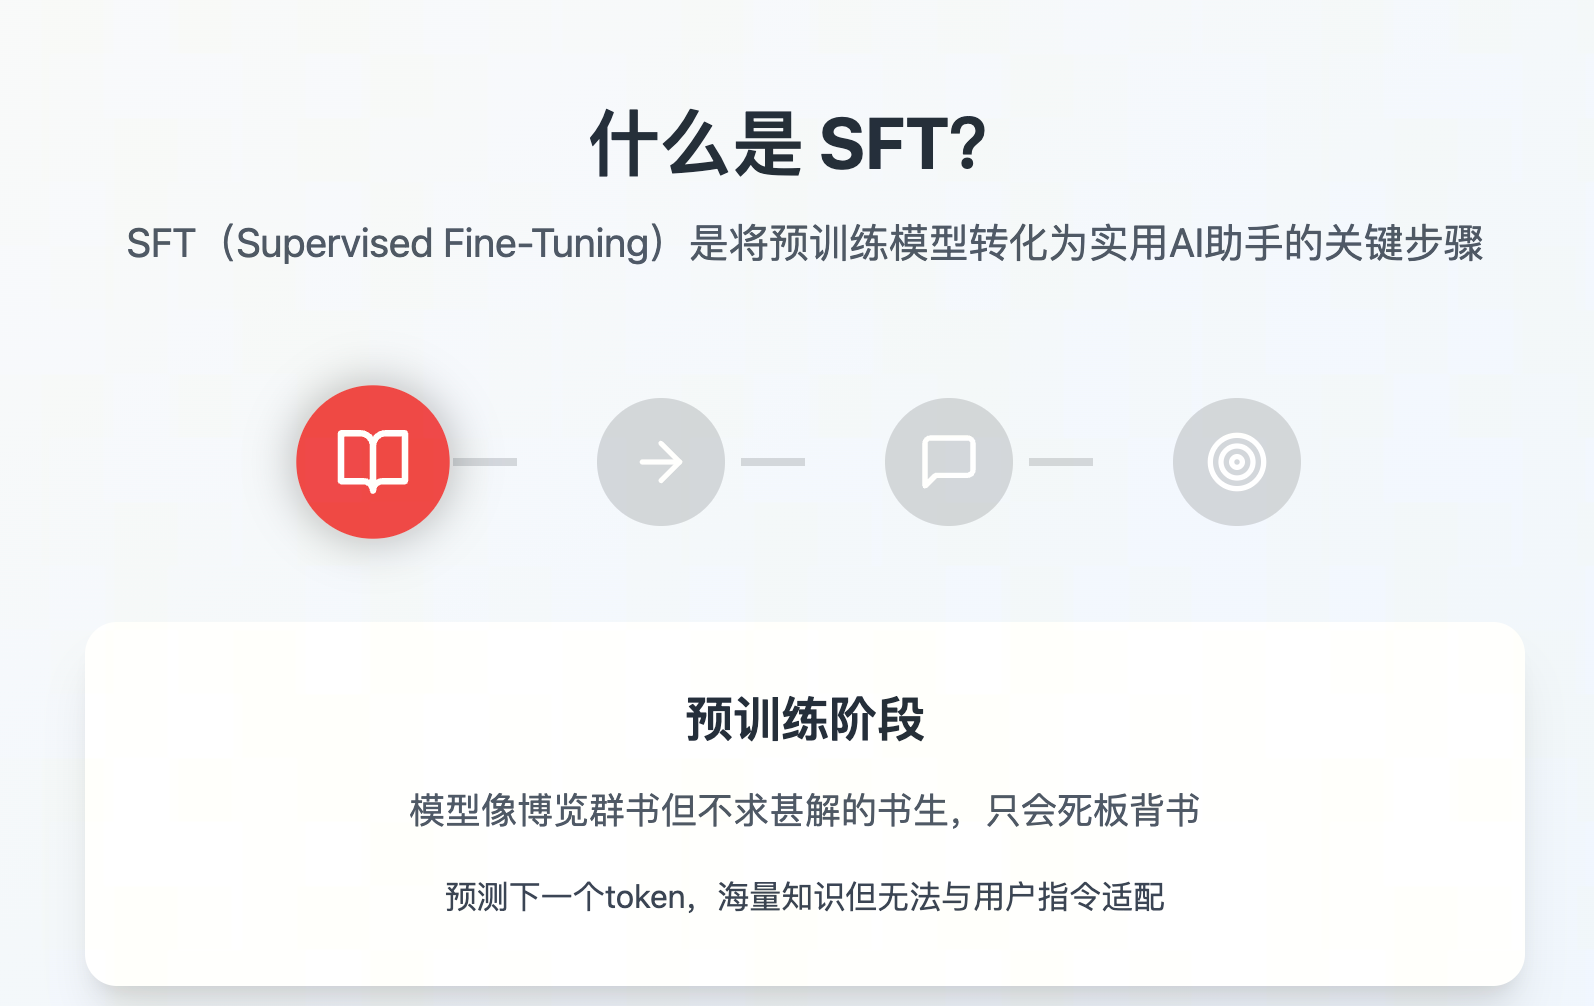 什么是 SFT?
SFT（Supervised Fine-Tuning）是将预训练模型转化为实用AI助手的关键步骤
预训练阶段
模型像博览群书但不求甚解的书生，只会死板背书
预测下一个token，海量知识但无法与用户指令适配